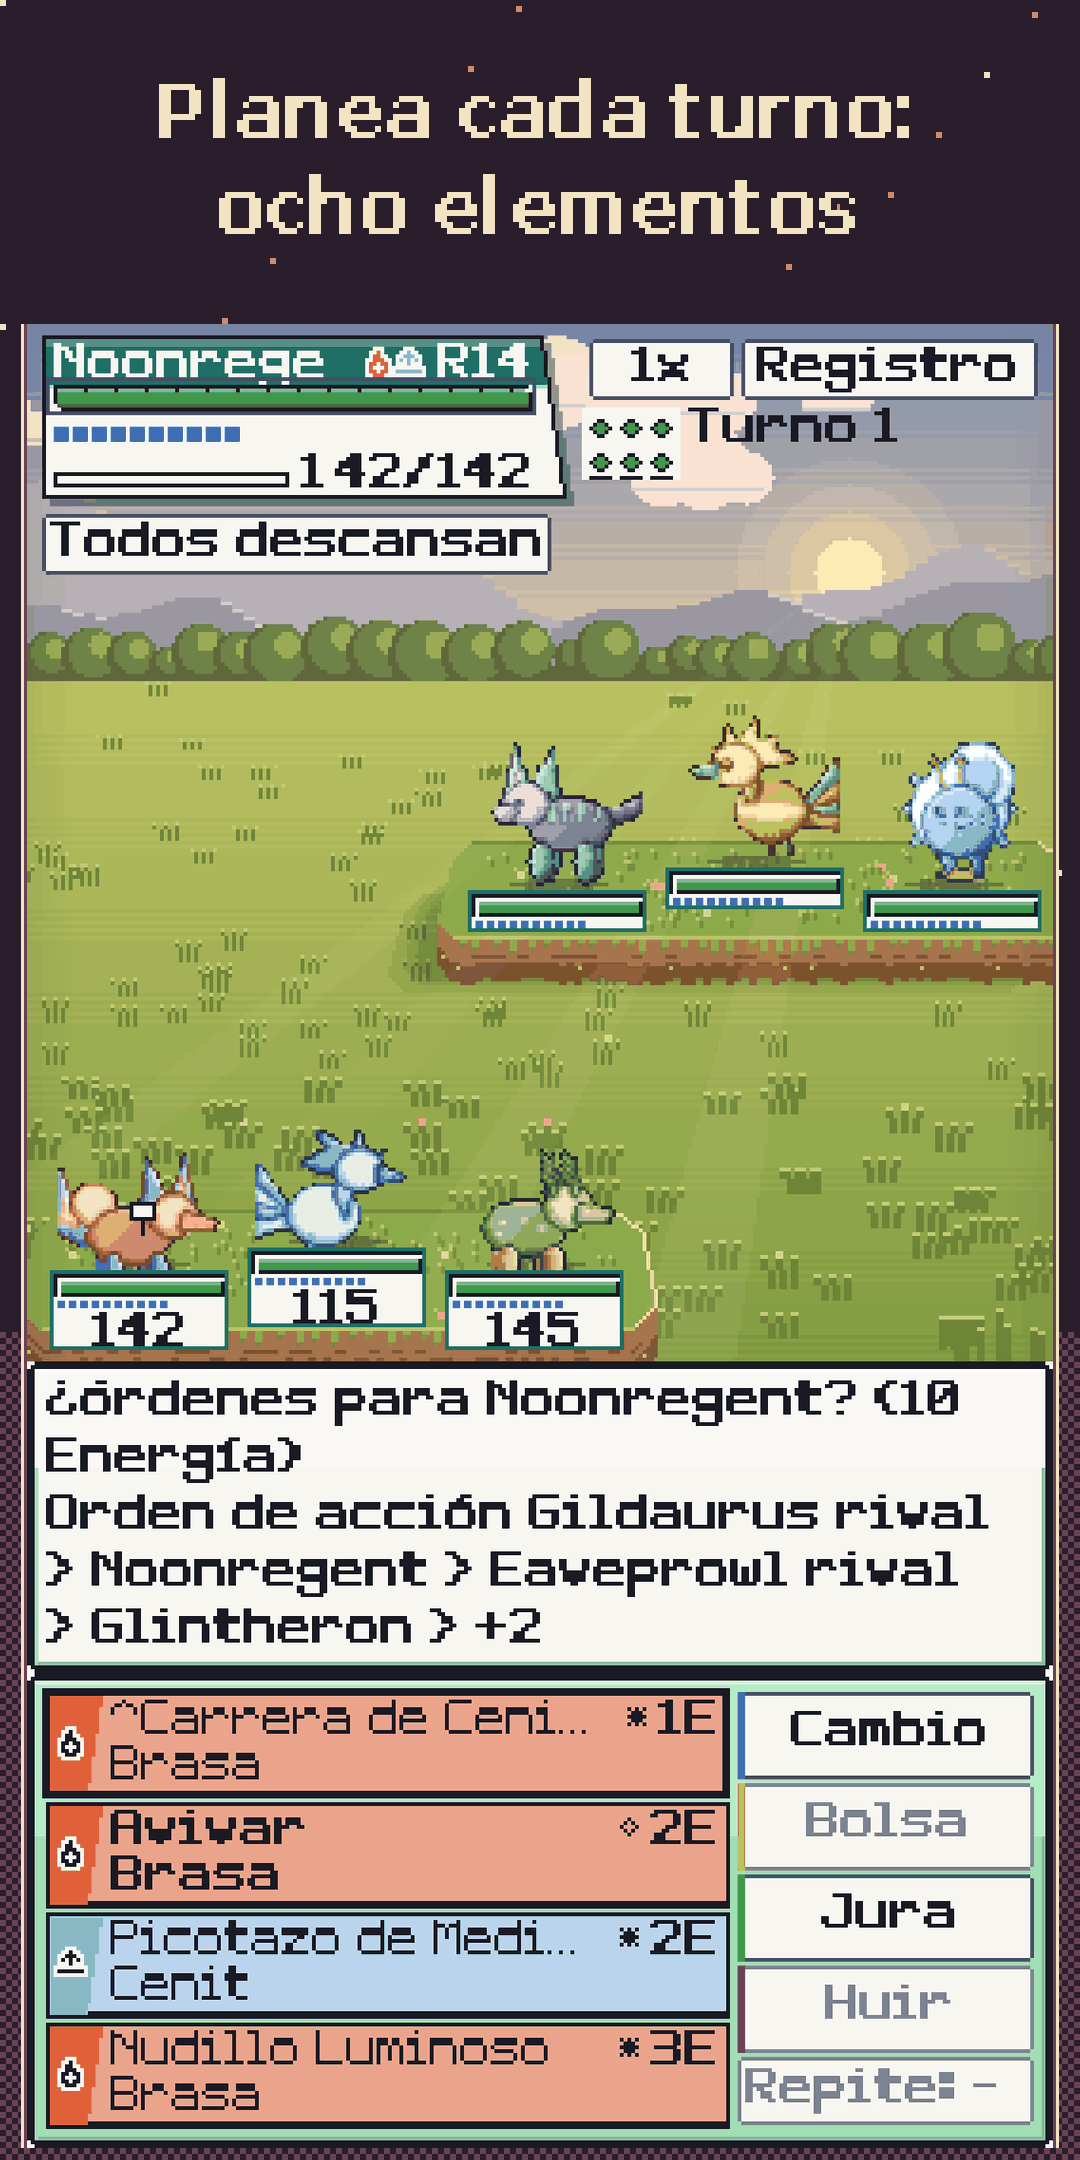 Planea cada turno:
ocho elementos
Noonrege R14
1x
Registro
Turno 1
142/142
Todos descansan
142
115
145
¿órdenes para Noonregent? (10
Energía)
Orden de acción Gildaurus rival
> Noonregent > Eaveprowl rival
> Glintheron > +2
^Carrera de Ceni... *1E
Brasa
Avivar ◇2E
Brasa
Picotazo de Medi... *2E
Cenit
Nudillo Luminoso *3E
Brasa
Cambio
Bolsa
Jura
Huir
Repite: -